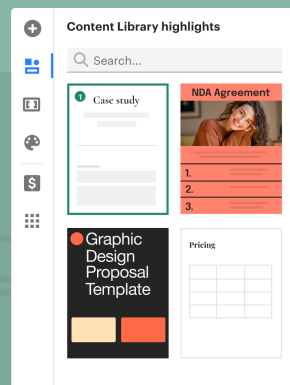 Content Library highlights
Search...
1
Case study
NDA Agreement
1.
2.
3.
Graphic
Design
Proposal
Template
Pricing
$